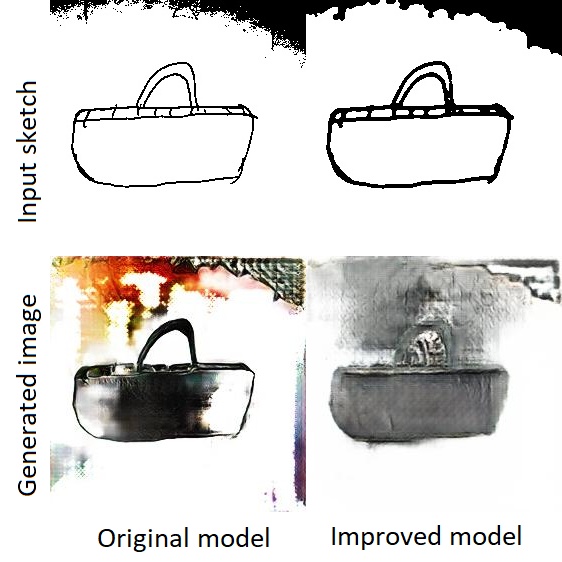 Input sketch
Generated image
Original model
Improved model